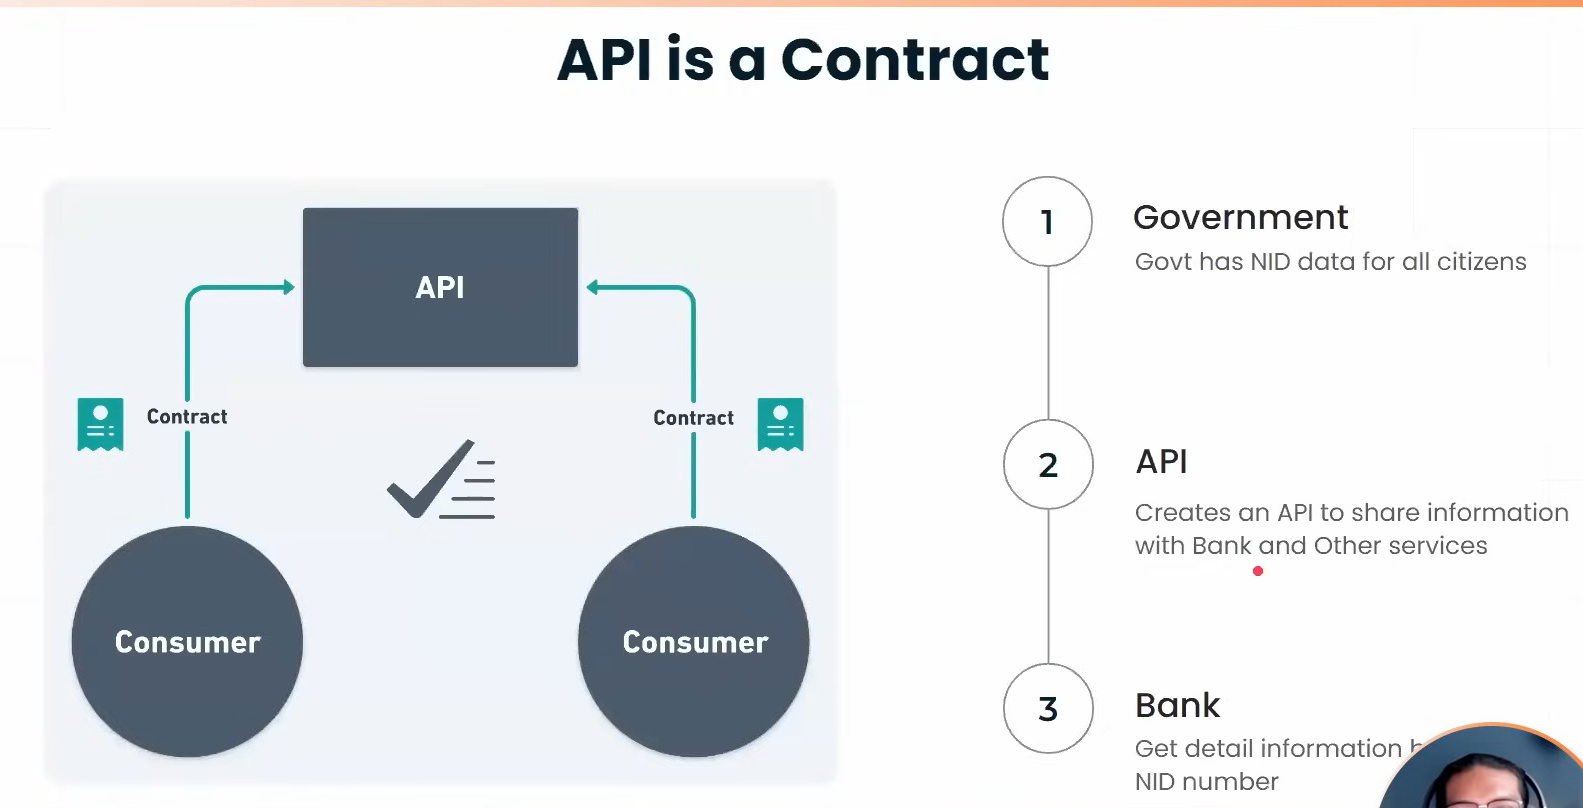 API is a Contract
API
Contract
Contract
Consumer
Consumer
1
Government
Govt has NID data for all citizens
2
API
Creates an API to share information
with Bank and Other services
3
Bank
Get detail information
NID number